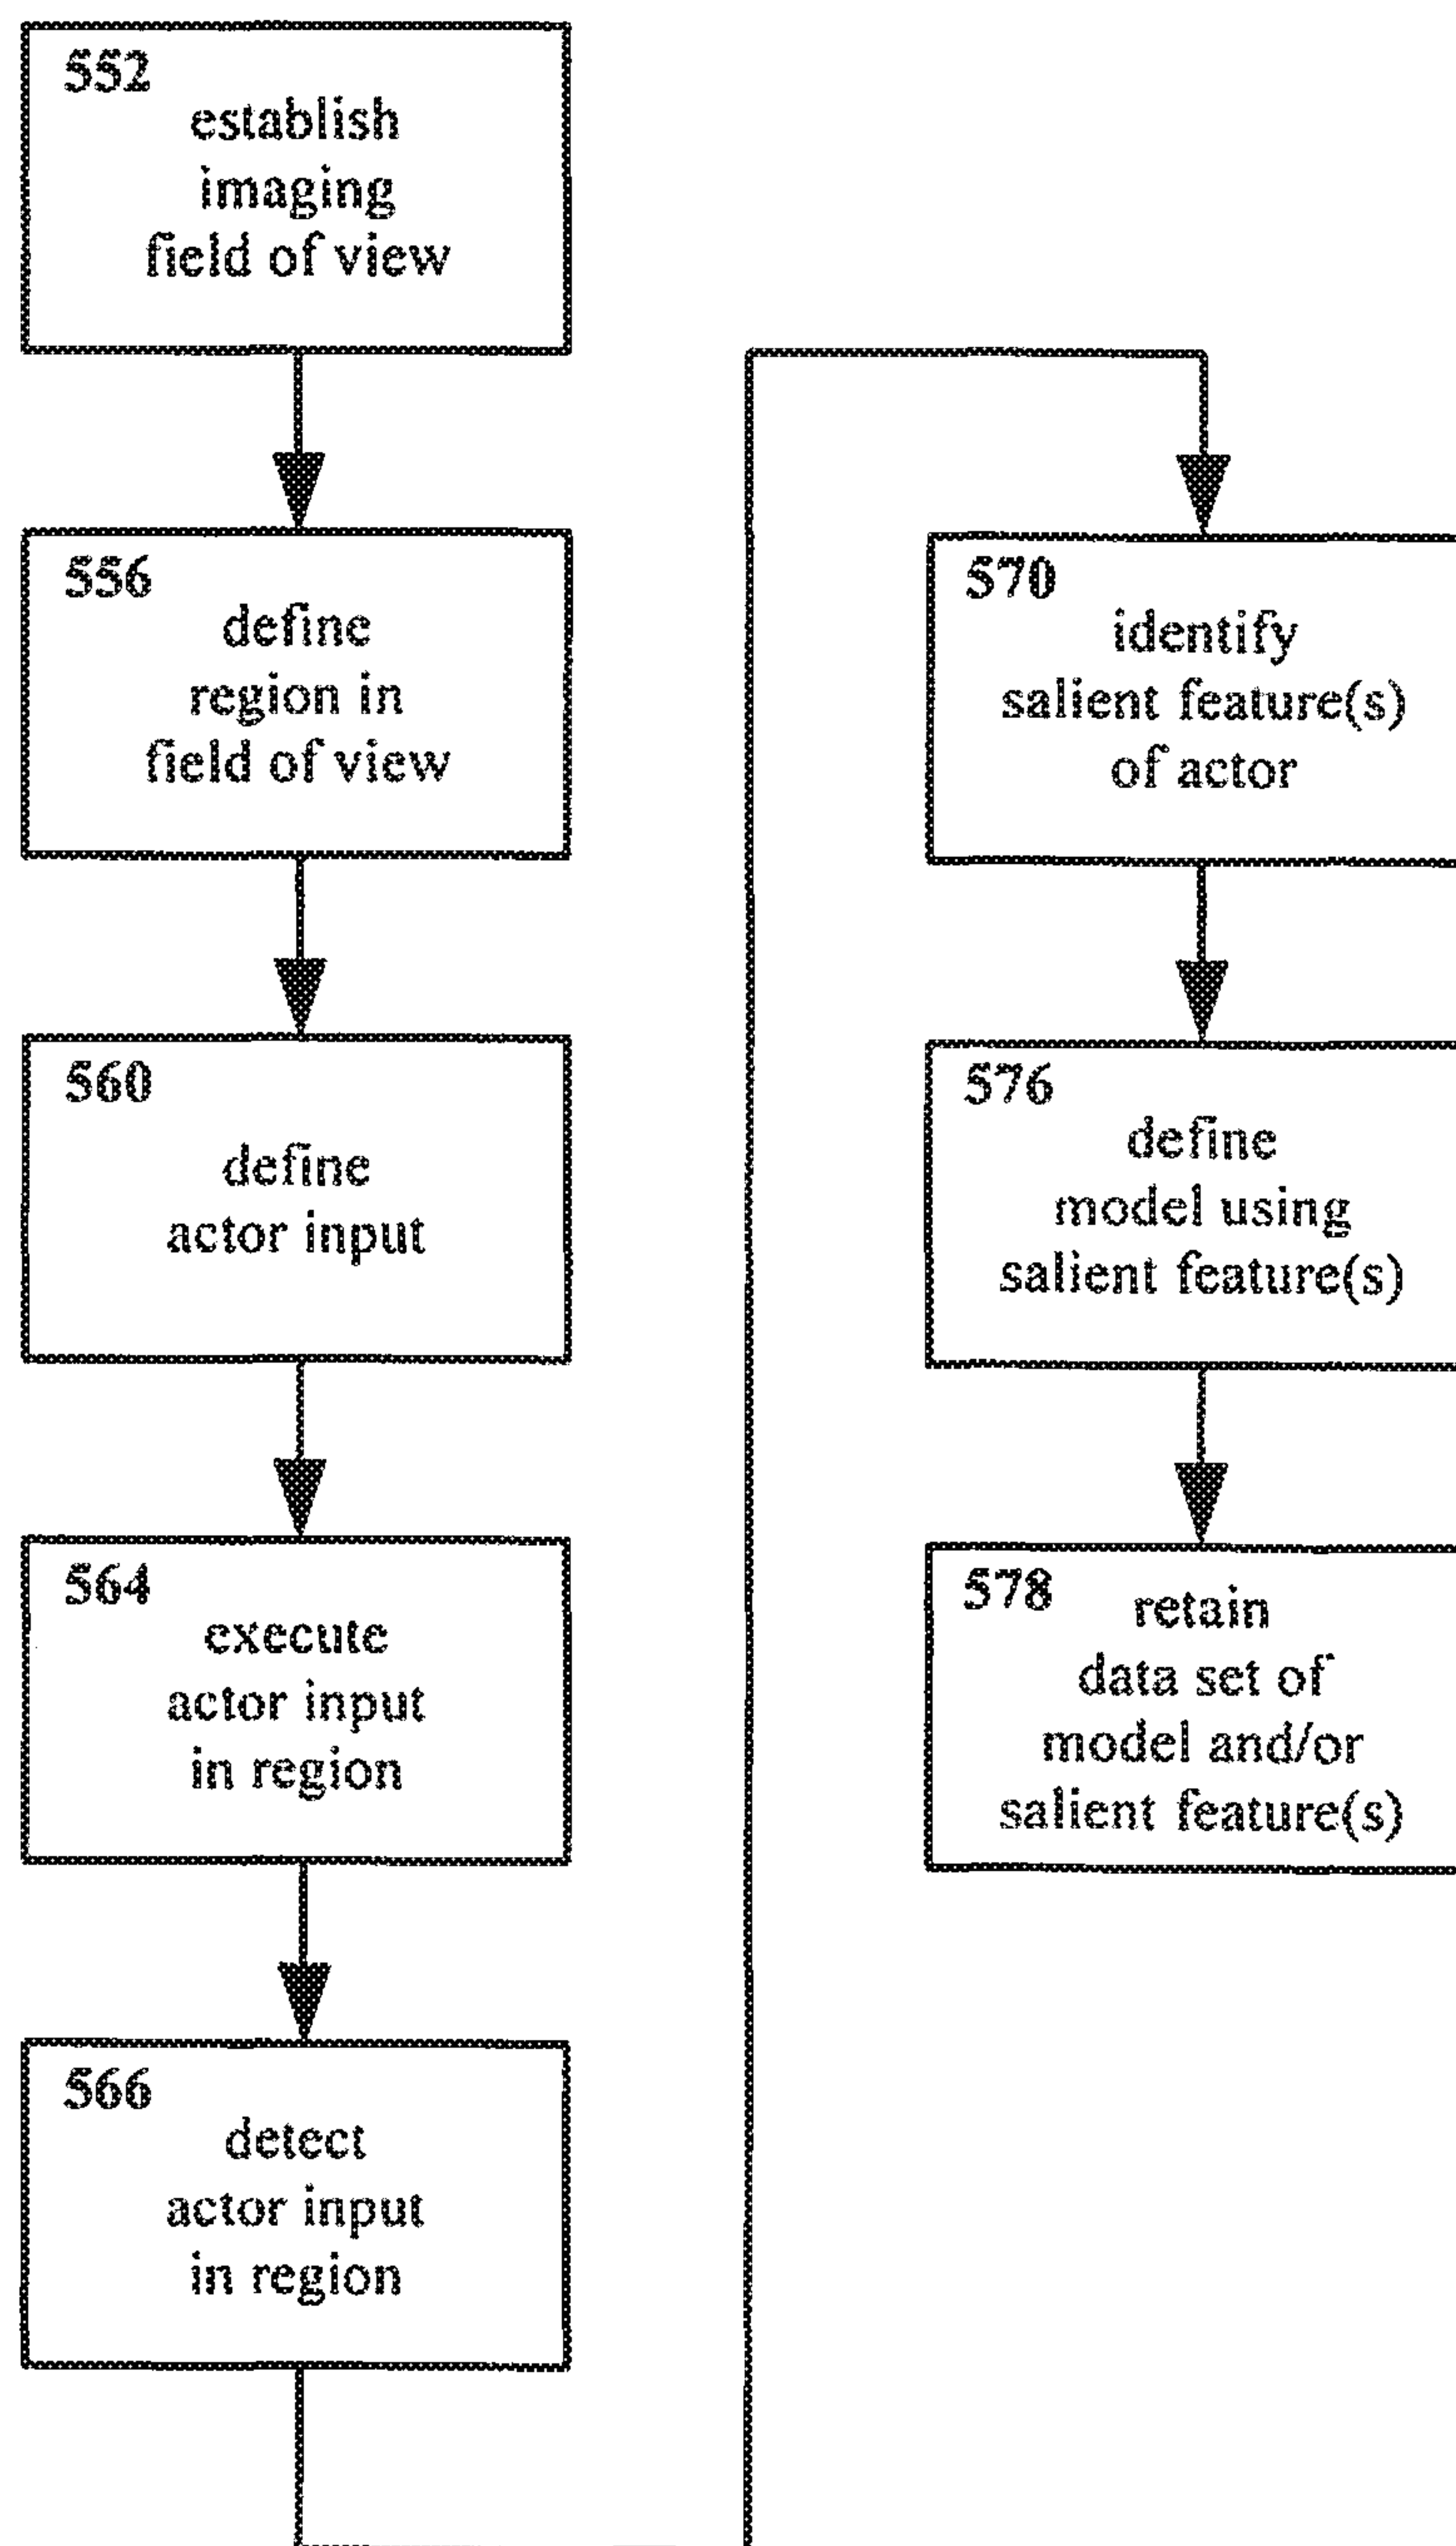 552
establish
imaging
field of view
556
define
region in
field of view
560
define
actor input
564
execute
actor input
in region
566
detect
actor input
in region
570
identify
salient feature(s)
of actor
576
define
model using
salient feature(s)
578
retain
data set of
model and/or
salient feature(s)